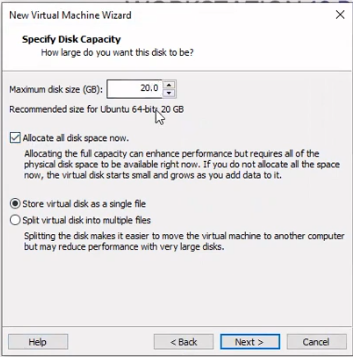 New Virtual Machine Wizard
Specify Disk Capacity
How large do you want this disk to be?
Maximum disk size (GB): 20.0
Recommended size for Ubuntu 64-bit: 20 GB
Allocate all disk space now.
Allocating the full capacity can enhance performance but requires all of the
physical disk space to be available right now. If you do not allocate all the space
now, the virtual disk starts small and grows as you add data to it.
Store virtual disk as a single file
Split virtual disk into multiple files
Splitting the disk makes it easier to move the virtual machine to another computer
but may reduce performance with very large disks.
Help
< Back
Next >
Cancel